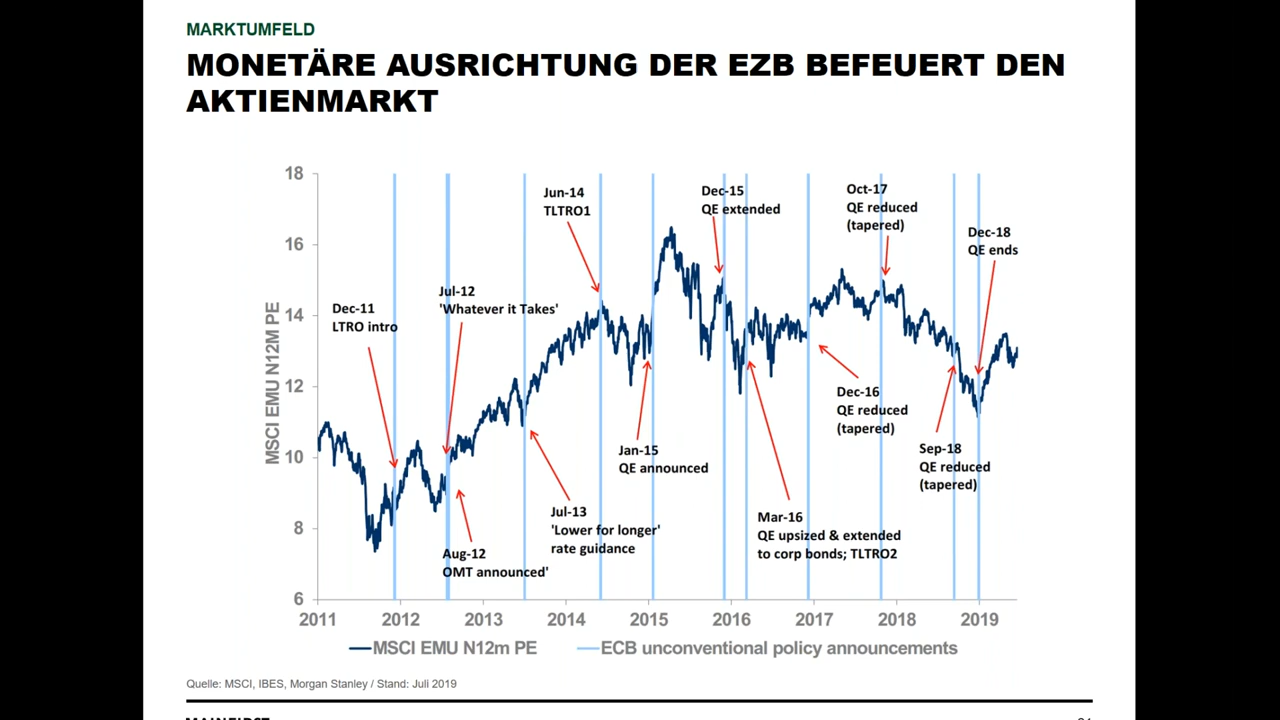 MARKTUMFELD
MONETÄRE AUSRICHTUNG DER EZB BEFEUERT DEN
AKTIENMARKT
18
16
14
12
10
8
6
MSCI EMU N12M PE
Dec-11
LTRO intro
Jul-12
'Whatever it Takes'
Aug-12
OMT announced'
Jul-13
'Lower for longer'
rate guidance
Jun-14
TLTRO1
Jan-15
QE announced
Dec-15
QE extended
Mar-16
QE upsized & extended
to corp bonds; TLTRO2
Dec-16
QE reduced
(tapered)
Oct-17
QE reduced
(tapered)
Sep-18
QE reduced
(tapered)
Dec-18
QE ends
2011 2012 2013 2014 2015 2016 2017 2018 2019
MSCI EMU N12m PE ECB unconventional policy announcements
Quelle: MSCI, IBES, Morgan Stanley / Stand: Juli 2019
MAINFIRST